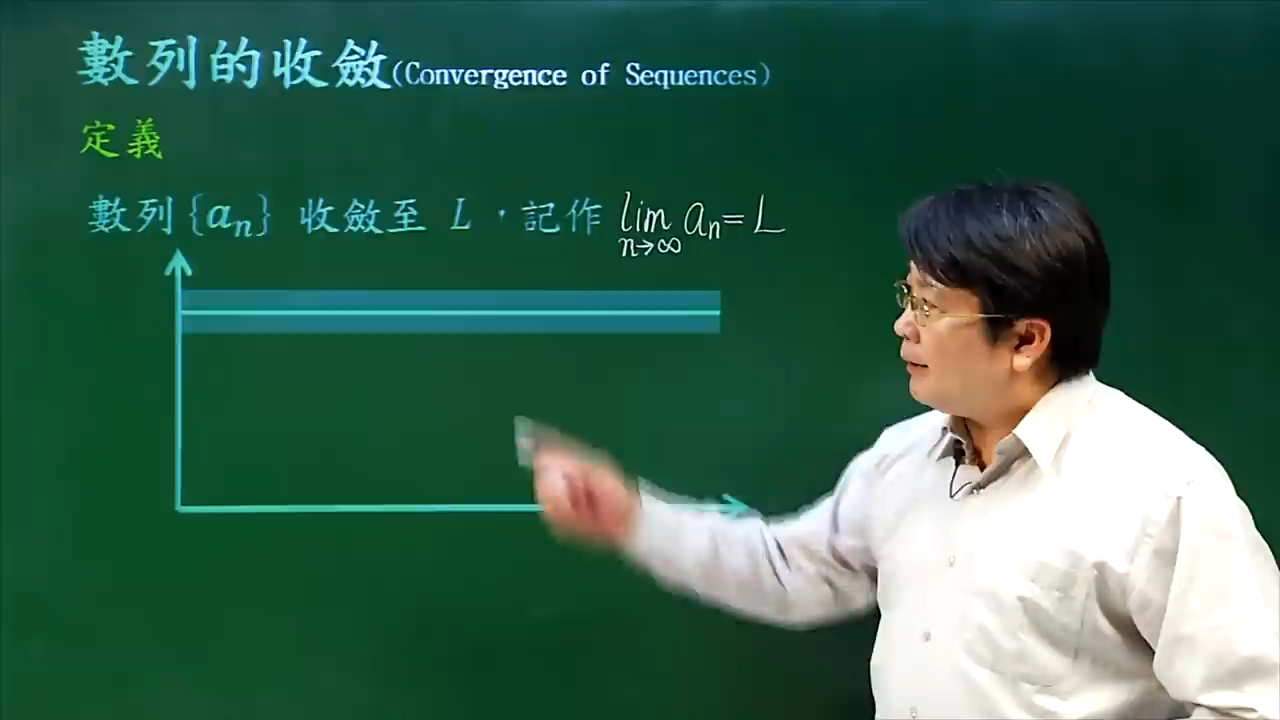 數列的收斂(Convergence of Sequences)
定義
數列{aₙ} 收斂至 L，記作 lim aₙ=L
n→∞